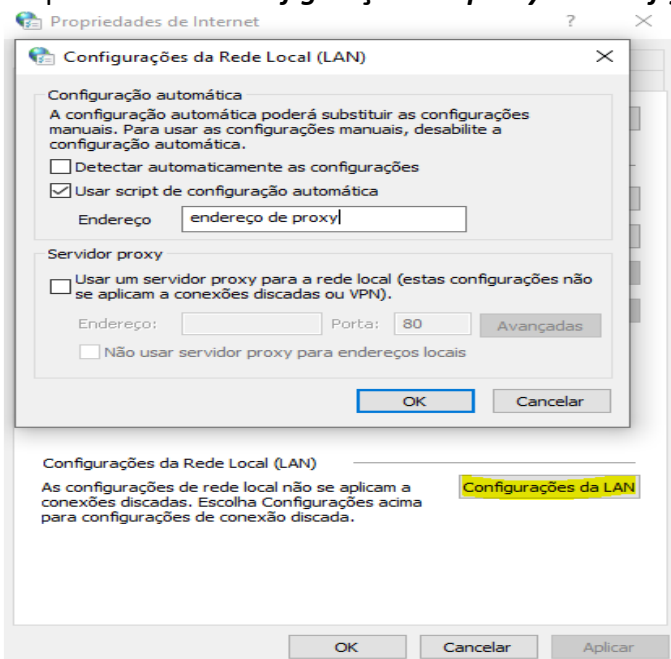 Propriedades de Internet ? ×
Configurações da Rede Local (LAN) ×
Configuração automática
A configuração automática poderá substituir as configurações
manuais. Para usar as configurações manuais, desabilite a
configuração automática.
Detectar automaticamente as configurações
Usar script de configuração automática
Endereço endereço de proxy
Servidor proxy
Usar um servidor proxy para a rede local (estas configurações não
se aplicam a conexões discadas ou VPN).
Endereço: Porta: 80 Avançadas
Não usar servidor proxy para endereços locais
OK Cancelar
Configurações da Rede Local (LAN)
As configurações de rede local não se aplicam a Configurações da LAN
conexões discadas. Escolha Configurações acima
para configurações de conexão discada.
OK Cancelar Aplicar